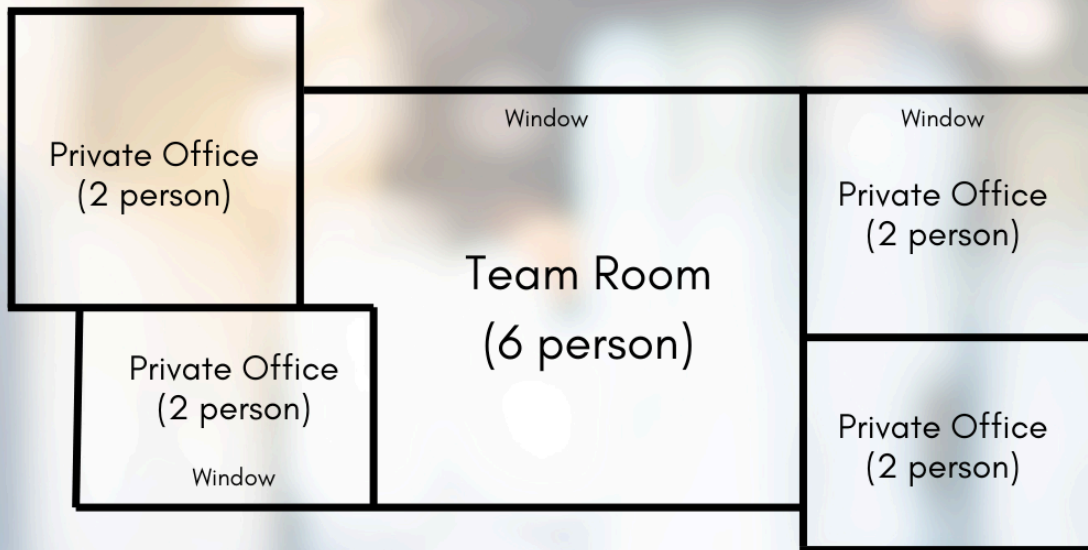 Private Office
(2 person)
Window
Team Room
(6 person)
Window
Private Office
(2 person)
Private Office
(2 person)
Window
Private Office
(2 person)